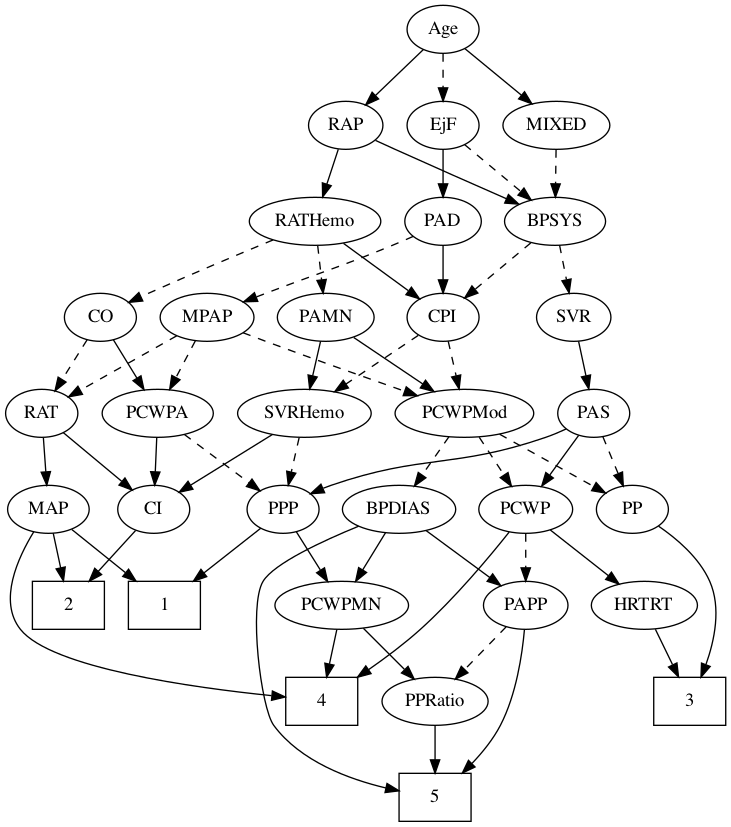 Age
RAP
EjF
MIXED
RATHemo
PAD
BPSYS
CO
MPAP
PAMN
CPI
SVR
RAT
PCWPA
SVRHemo
PCWPMod
PAS
MAP
CI
PPP
BPDIAS
PCWP
PP
2
1
PCWPMN
PAPP
HRTRT
4
PPRatio
3
5